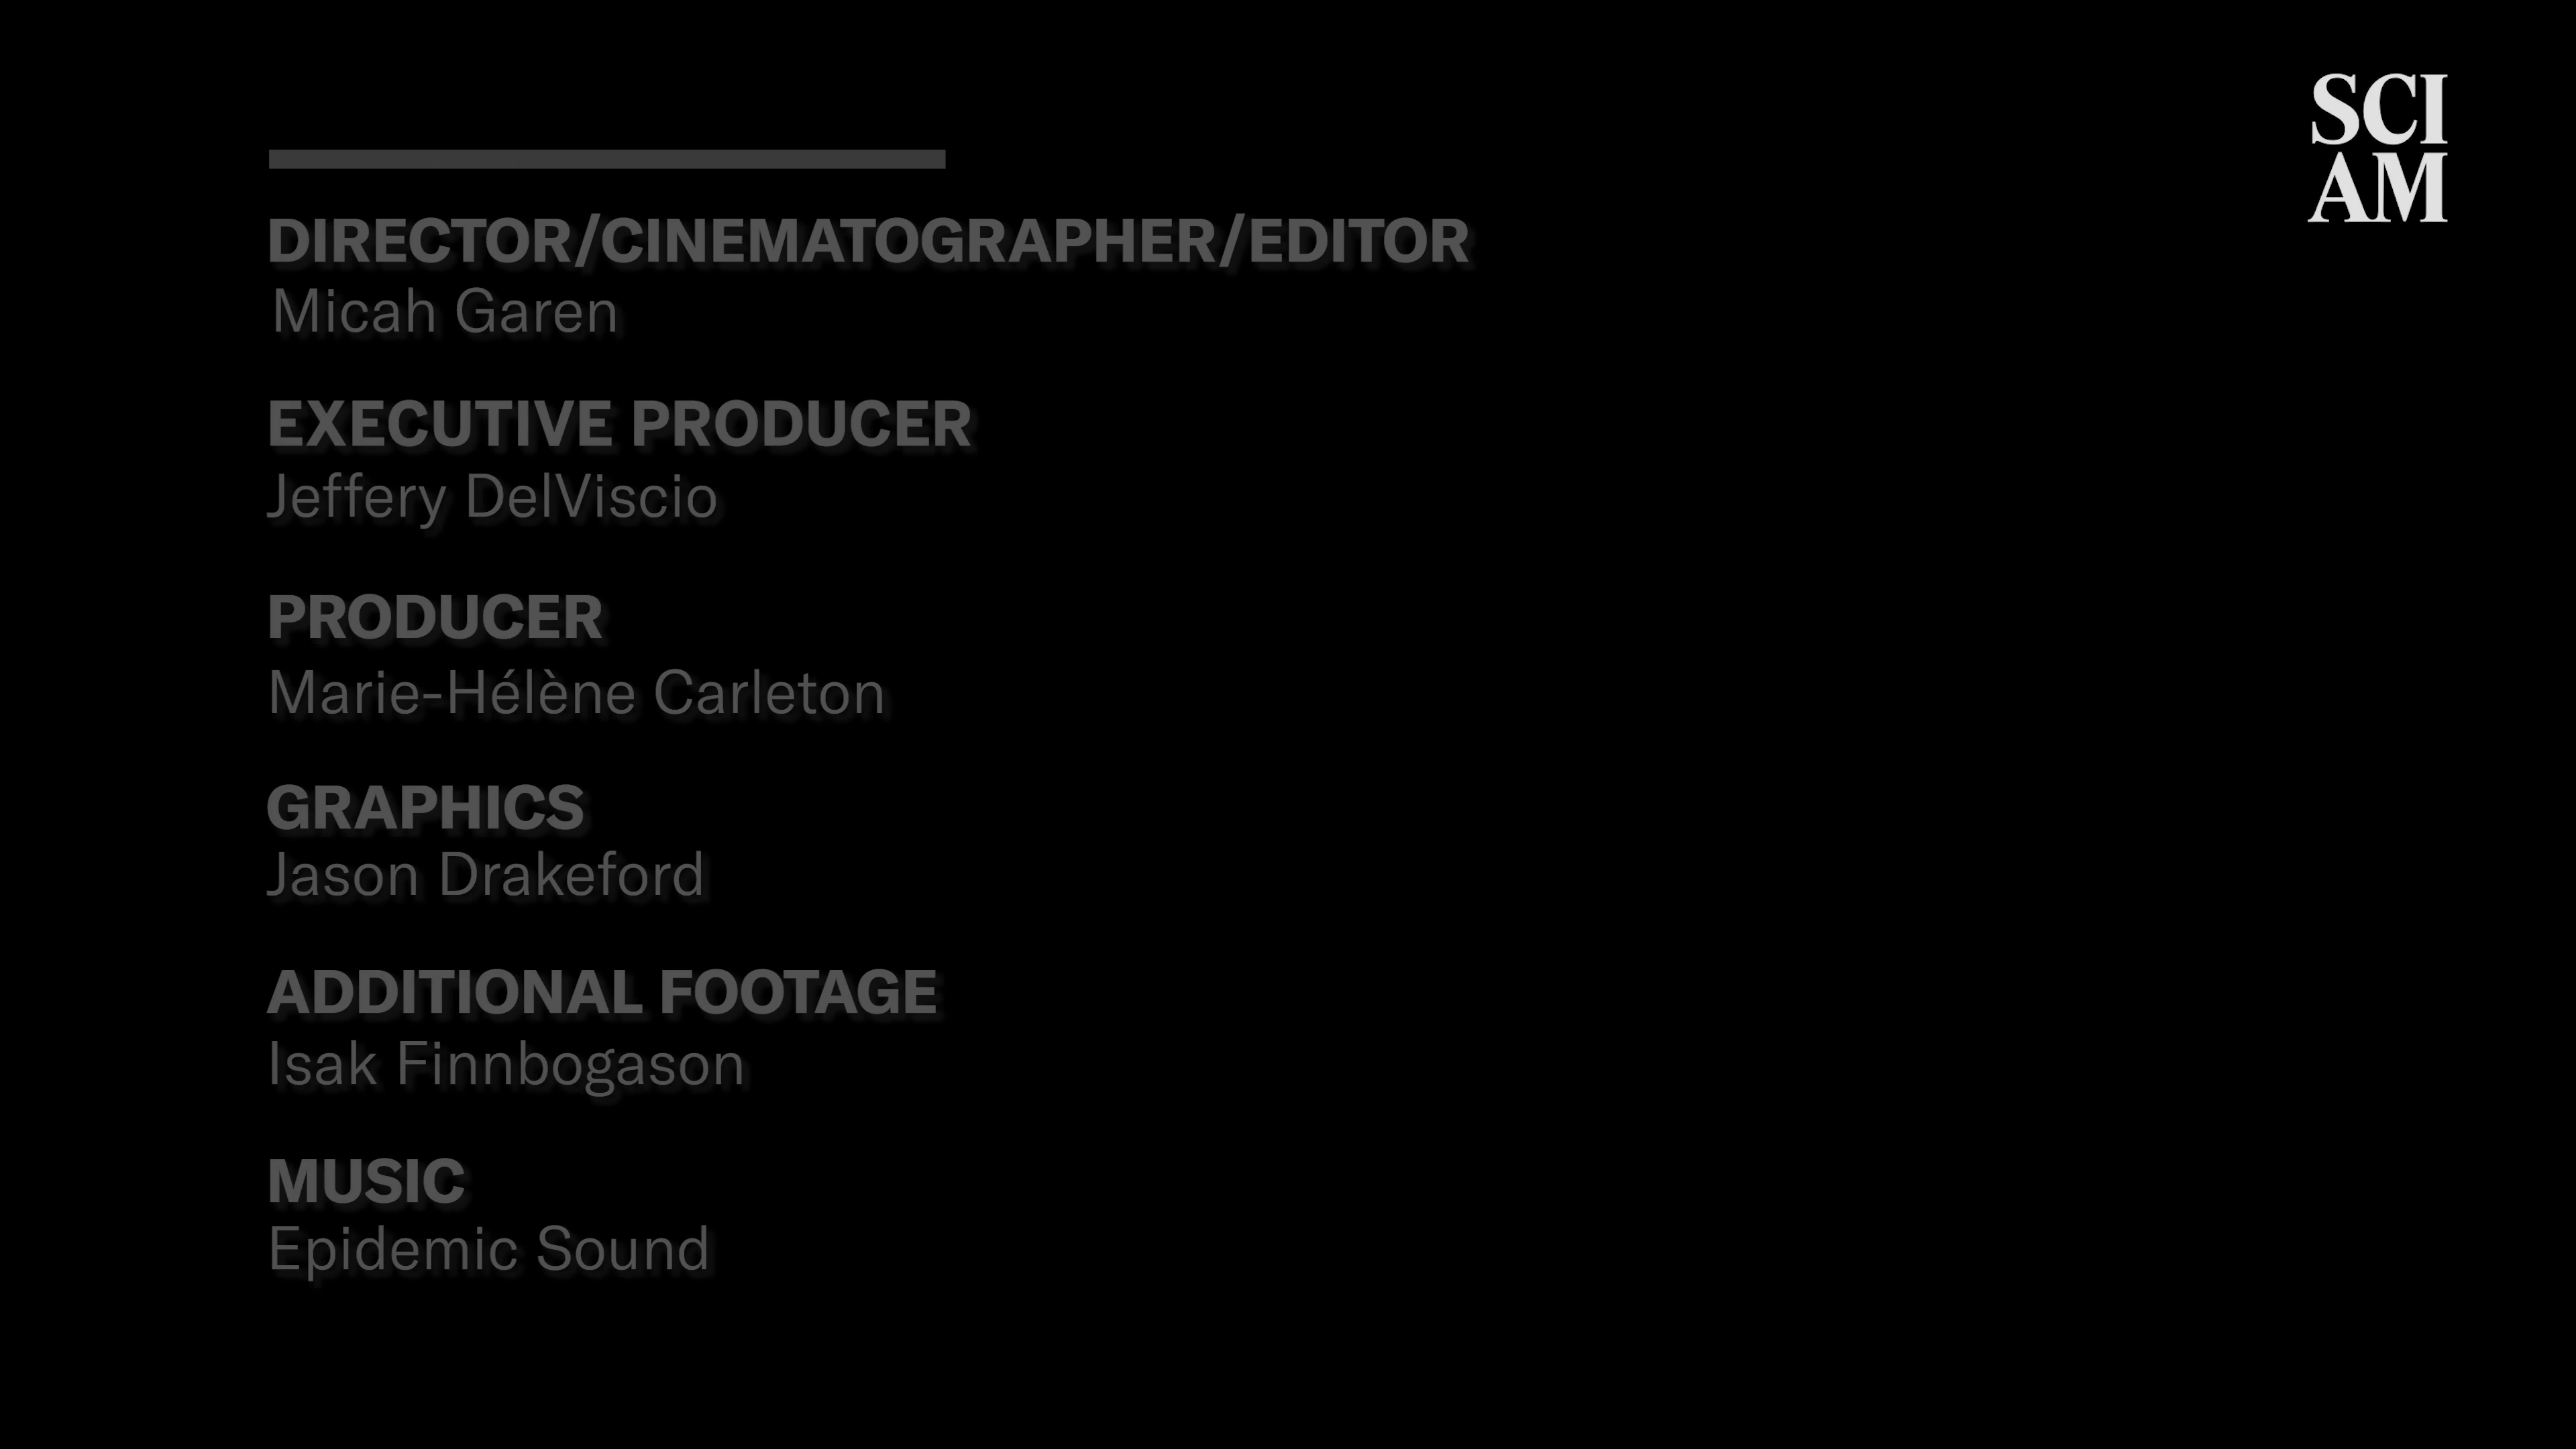 SCI
AM
DIRECTOR/CINEMATOGRAPHER/EDITOR
Micah Garen
EXECUTIVE PRODUCER
Jeffery DelViscio
PRODUCER
Marie-Hélène Carleton
GRAPHICS
Jason Drakeford
ADDITIONAL FOOTAGE
Isak Finnbogason
MUSIC
Epidemic Sound